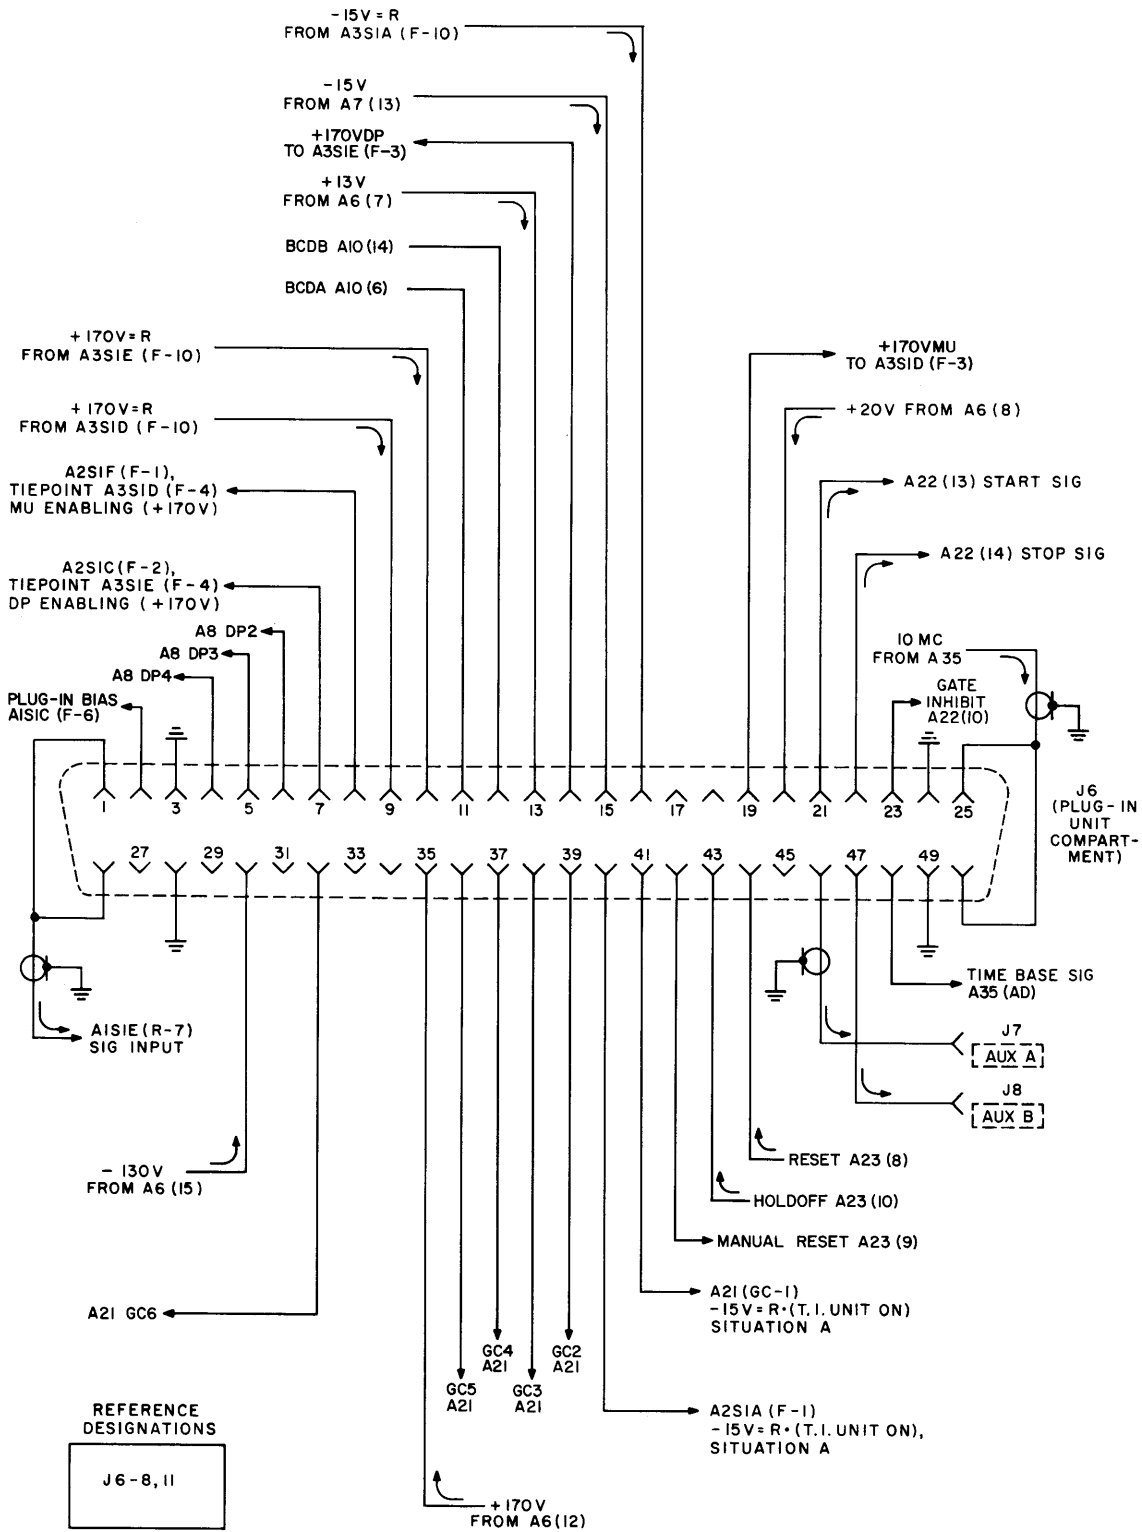 -15V=R
FROM A3S1A (F-10)
-15V
FROM A7 (13)
+170VDP
TO A3S1E (F-3)
+13V
FROM A6 (7)
BCDB A10 (14)
BCDA A10 (6)
+170V=R
FROM A3S1E (F-10)
+170V=R
FROM A3S1D (F-10)
A2S1F (F-1),
TIEPOINT A3S1D (F-4)
MU ENABLING (+170V)
A2S1C (F-2),
TIEPOINT A3S1E (F-4)
DP ENABLING (+170V)
A8 DP2
A8 DP3
A8 DP4
PLUG-IN BIAS
A1S1C (F-6)
+170VMU
TO A3S1D (F-3)
+20V FROM A6 (8)
A22 (13) START SIG
A22 (14) STOP SIG
10 MC
FROM A35
GATE
INHIBIT
A22(10)
1 3 5 7 9 11 13 15 17 19 21 23 25
J6
(PLUG-IN
UNIT
COMPART-
MENT)
27 29 31 33 35 37 39 41 43 45 47 49
A1S1E (R-7)
SIG INPUT
TIME BASE SIG
A35 (AD)
J7
AUX A
J8
AUX B
-130V
FROM A6 (15)
RESET A23 (8)
HOLDOFF A23 (10)
MANUAL RESET A23 (9)
A21 GC6
A21 (GC-1)
-15V=R•(T.I. UNIT ON)
SITUATION A
GC4
A21
GC2
A21
GC5
A21
GC3
A21
A2S1A (F-1)
-15V=R•(T.I. UNIT ON),
SITUATION A
REFERENCE
DESIGNATIONS
J6-8, 11
+170V
FROM A6 (12)